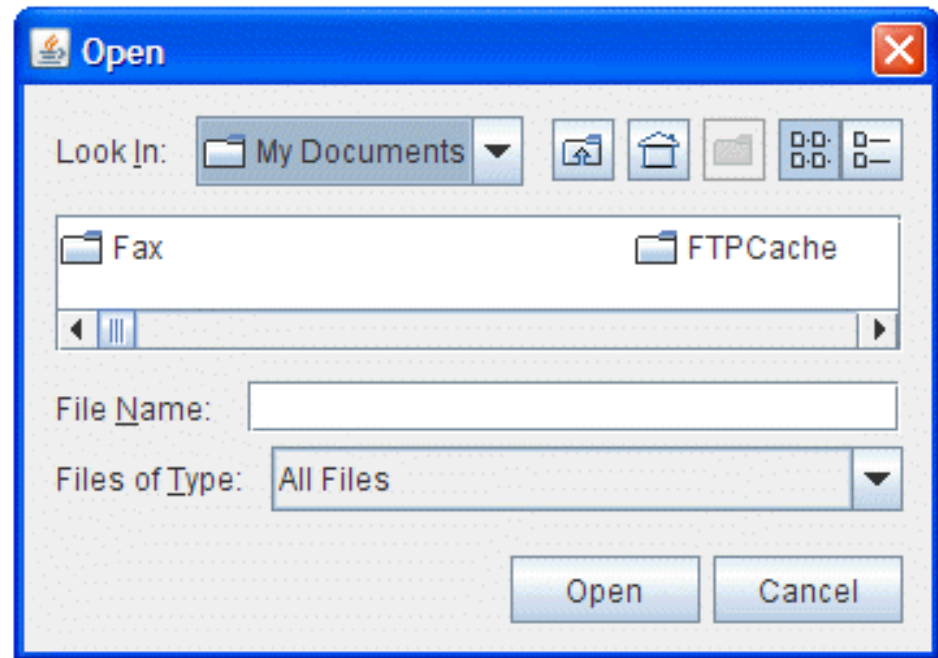 Open
Look In: My Documents
Fax FTPCache
File Name:
Files of Type: All Files
Open Cancel